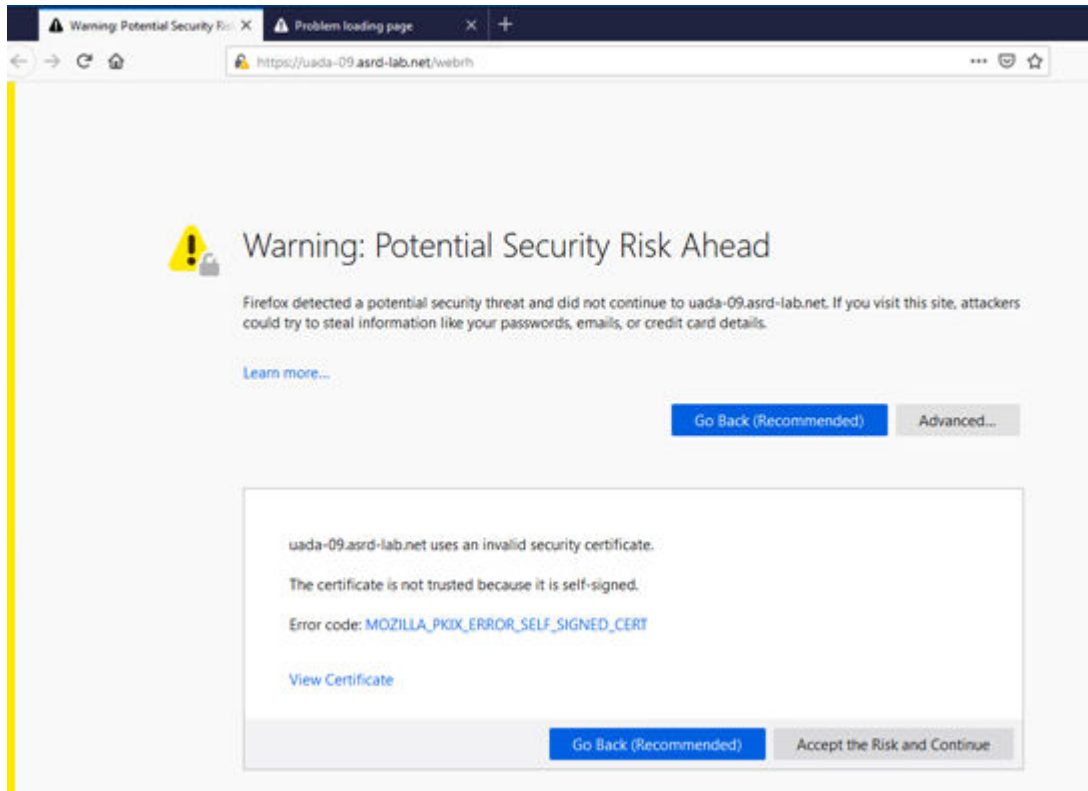 Warning: Potential Security Ris
Problem loading page
https://uada-09.asrd-lab.net/webrh
Warning: Potential Security Risk Ahead
Firefox detected a potential security threat and did not continue to uada-09.asrd-lab.net. If you visit this site, attackers
could try to steal information like your passwords, emails, or credit card details.
Learn more...
Go Back (Recommended)
Advanced...
uada-09.asrd-lab.net uses an invalid security certificate.
The certificate is not trusted because it is self-signed.
Error code: MOZILLA_PKIX_ERROR_SELF_SIGNED_CERT
View Certificate
Go Back (Recommended)
Accept the Risk and Continue